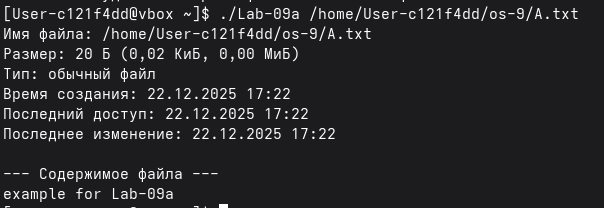 [User-c121f4dd@vbox ~]$ ./Lab-09a /home/User-c121f4dd/os-9/A.txt
Имя файла: /home/User-c121f4dd/os-9/A.txt
Размер: 20 Б (0,02 КиБ, 0,00 МиБ)
Тип: обычный файл
Время создания: 22.12.2025 17:22
Последний доступ: 22.12.2025 17:22
Последнее изменение: 22.12.2025 17:22
--- Содержимое файла ---
example for Lab-09a